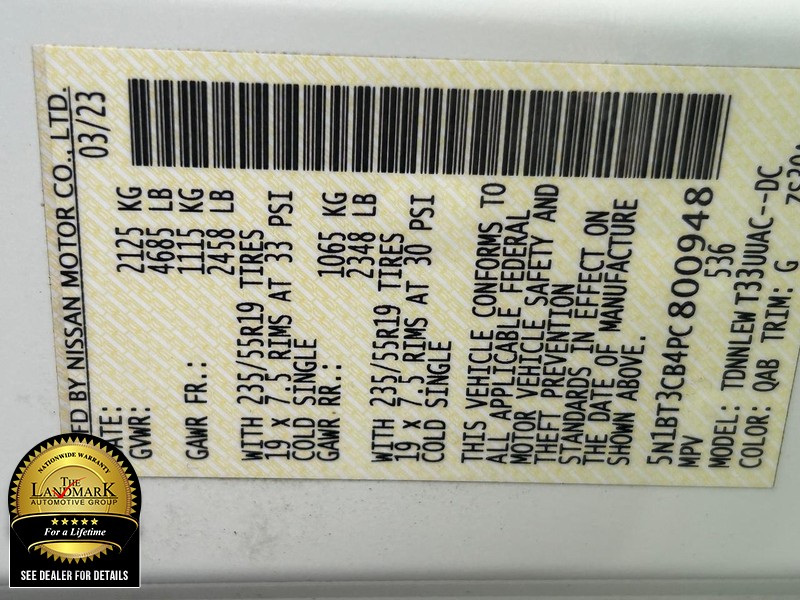 FD BY NISSAN MOTOR CO., LTD.
ATE: 03/23
GVWR: 2125 KG
4685 LB
GAWR FR.: 1115 KG
2458 LB
WITH 235/55R19 TIRES
19 X 7.5 RIMS AT 33 PSI
COLD SINGLE
GAWR RR.: 1065 KG
2348 LB
WITH 235/55R19 TIRES
19 X 7.5 RIMS AT 30 PSI
COLD SINGLE
THIS VEHICLE CONFORMS TO
ALL APPLICABLE FEDERAL
MOTOR VEHICLE SAFETY AND
THEFT PREVENTION
STANDARDS IN EFFECT ON
THE DATE OF MANUFACTURE
SHOWN ABOVE.
5N1BT3CB4PC800948
MPV 536
MODEL: TDNNLEW T33UUAC--DC
COLOR: QAB TRIM: G
NATIONWIDE WARRANTY
THE
LANDMARK
AUTOMOTIVE GROUP
For a Lifetime
SEE DEALER FOR DETAILS